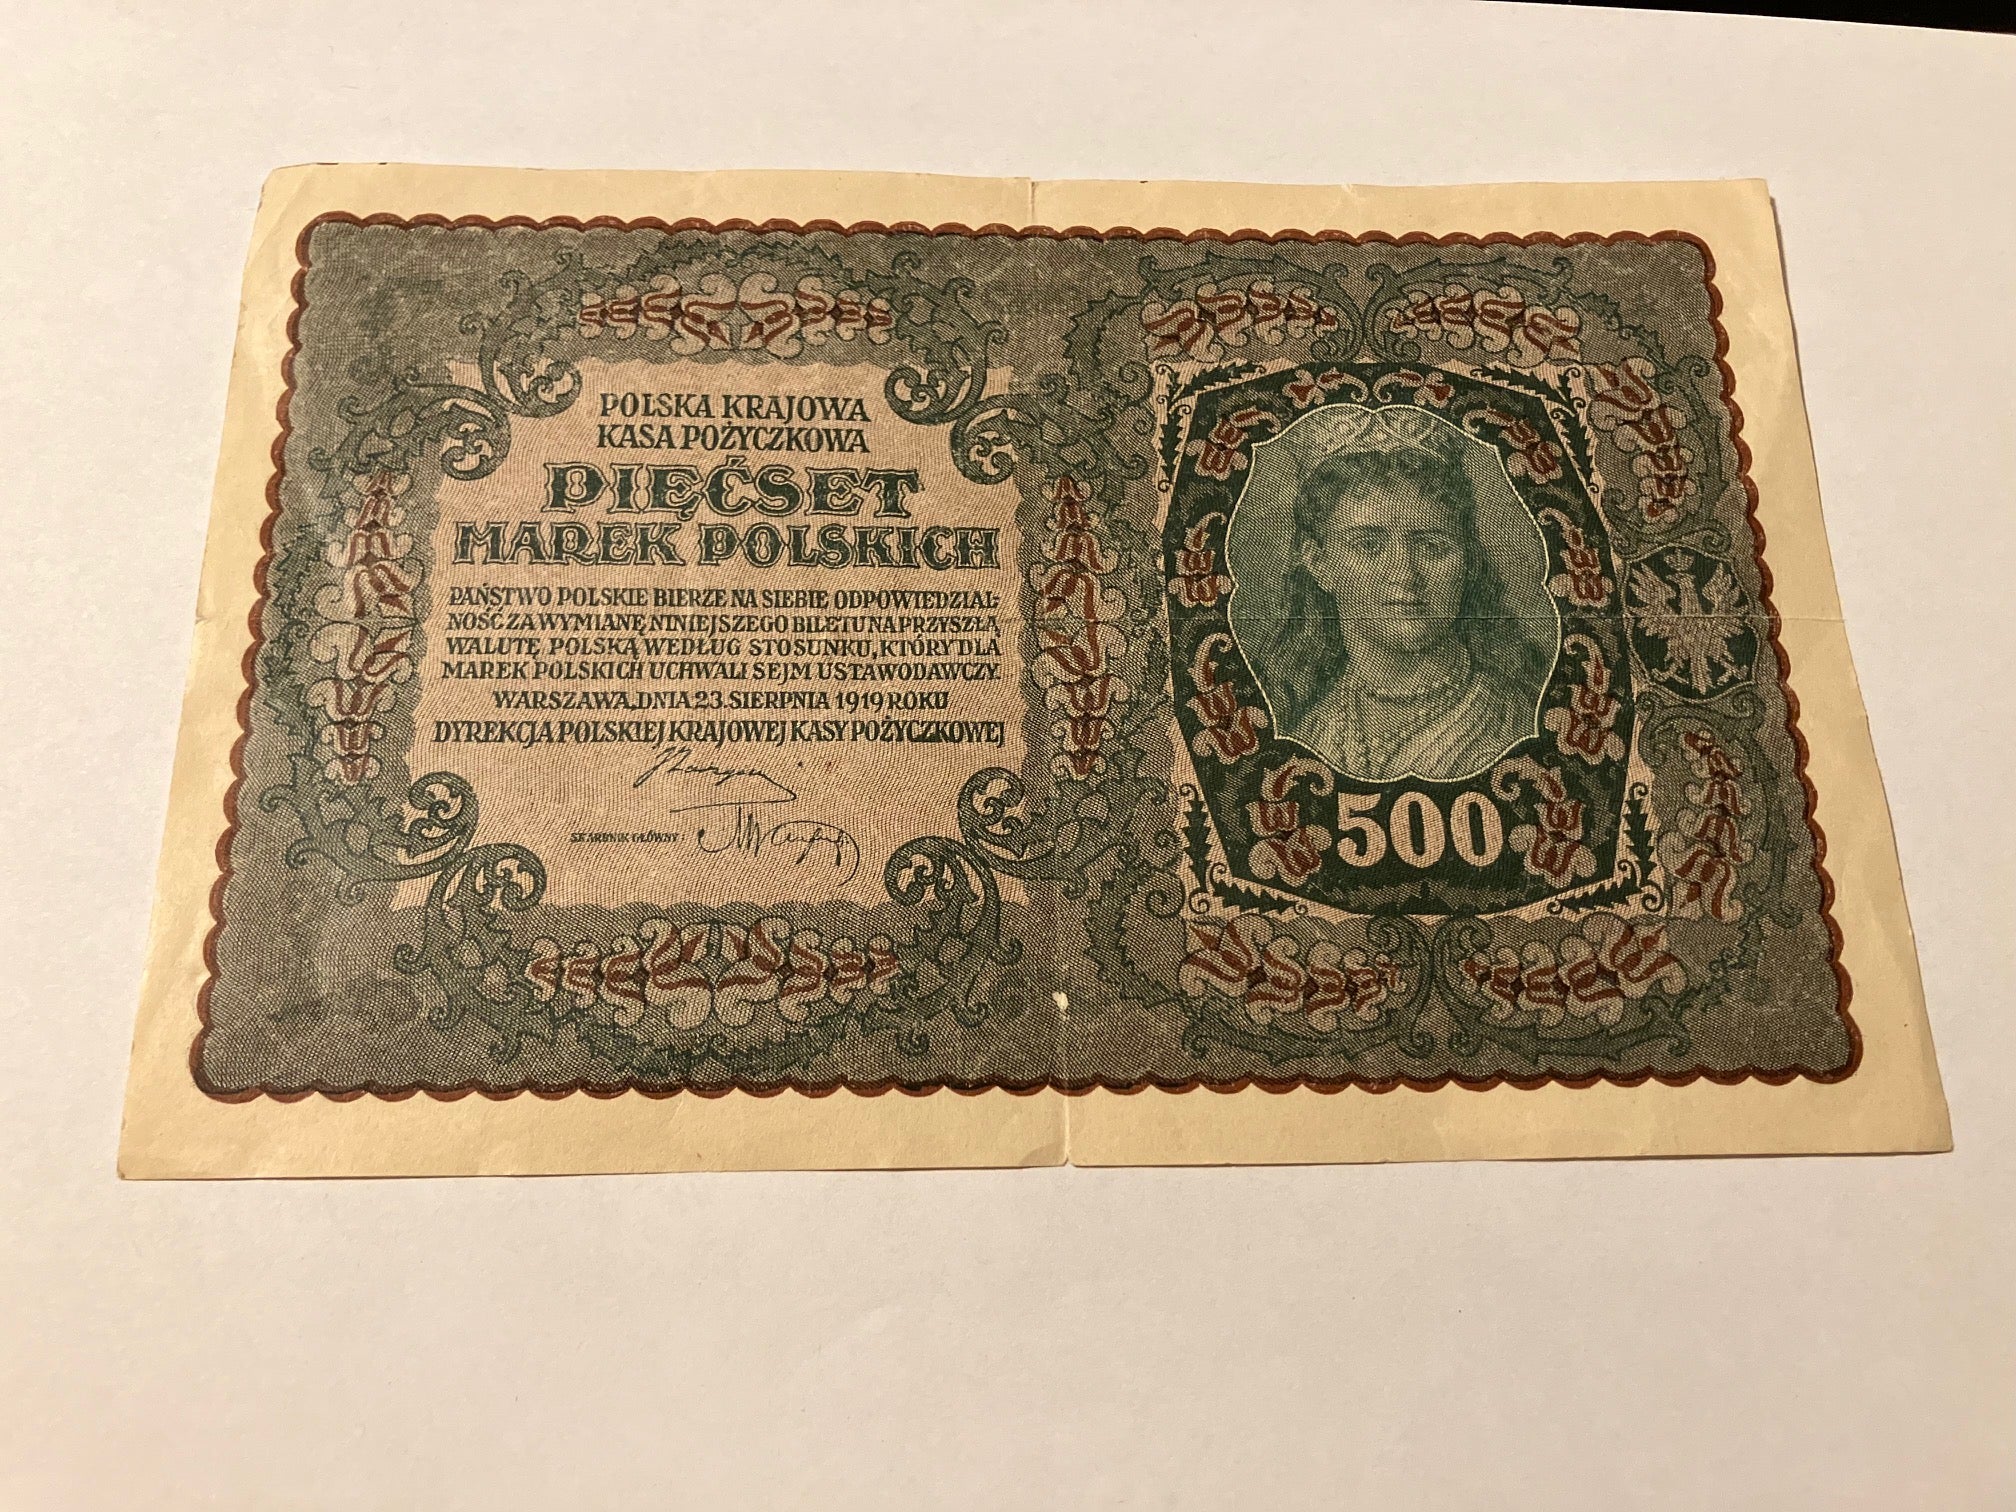 POLSKA KRAJOWA
KASA POŻYCZKOWA
PIĘĆSET
MAREK POLSKICH
PAŃSTWO POLSKIE BIERZE NA SIEBIE ODPOWIEDZIAL-
NOŚĆ ZA WYMIANĘ NINIEJSZEGO BILETU NA PRZYSZŁĄ
WALUTĘ POLSKĄ WEDŁUG STOSUNKU, KTÓRY DLA
MAREK POLSKICH UCHWALI SEJM USTAWODAWCZY.
WARSZAWA, DNIA 23. SIERPNIA 1919 ROKU
DYREKCJA POLSKIEJ KRAJOWEJ KASY POŻYCZKOWEJ
SKARBNIK GŁÓWNY:
500